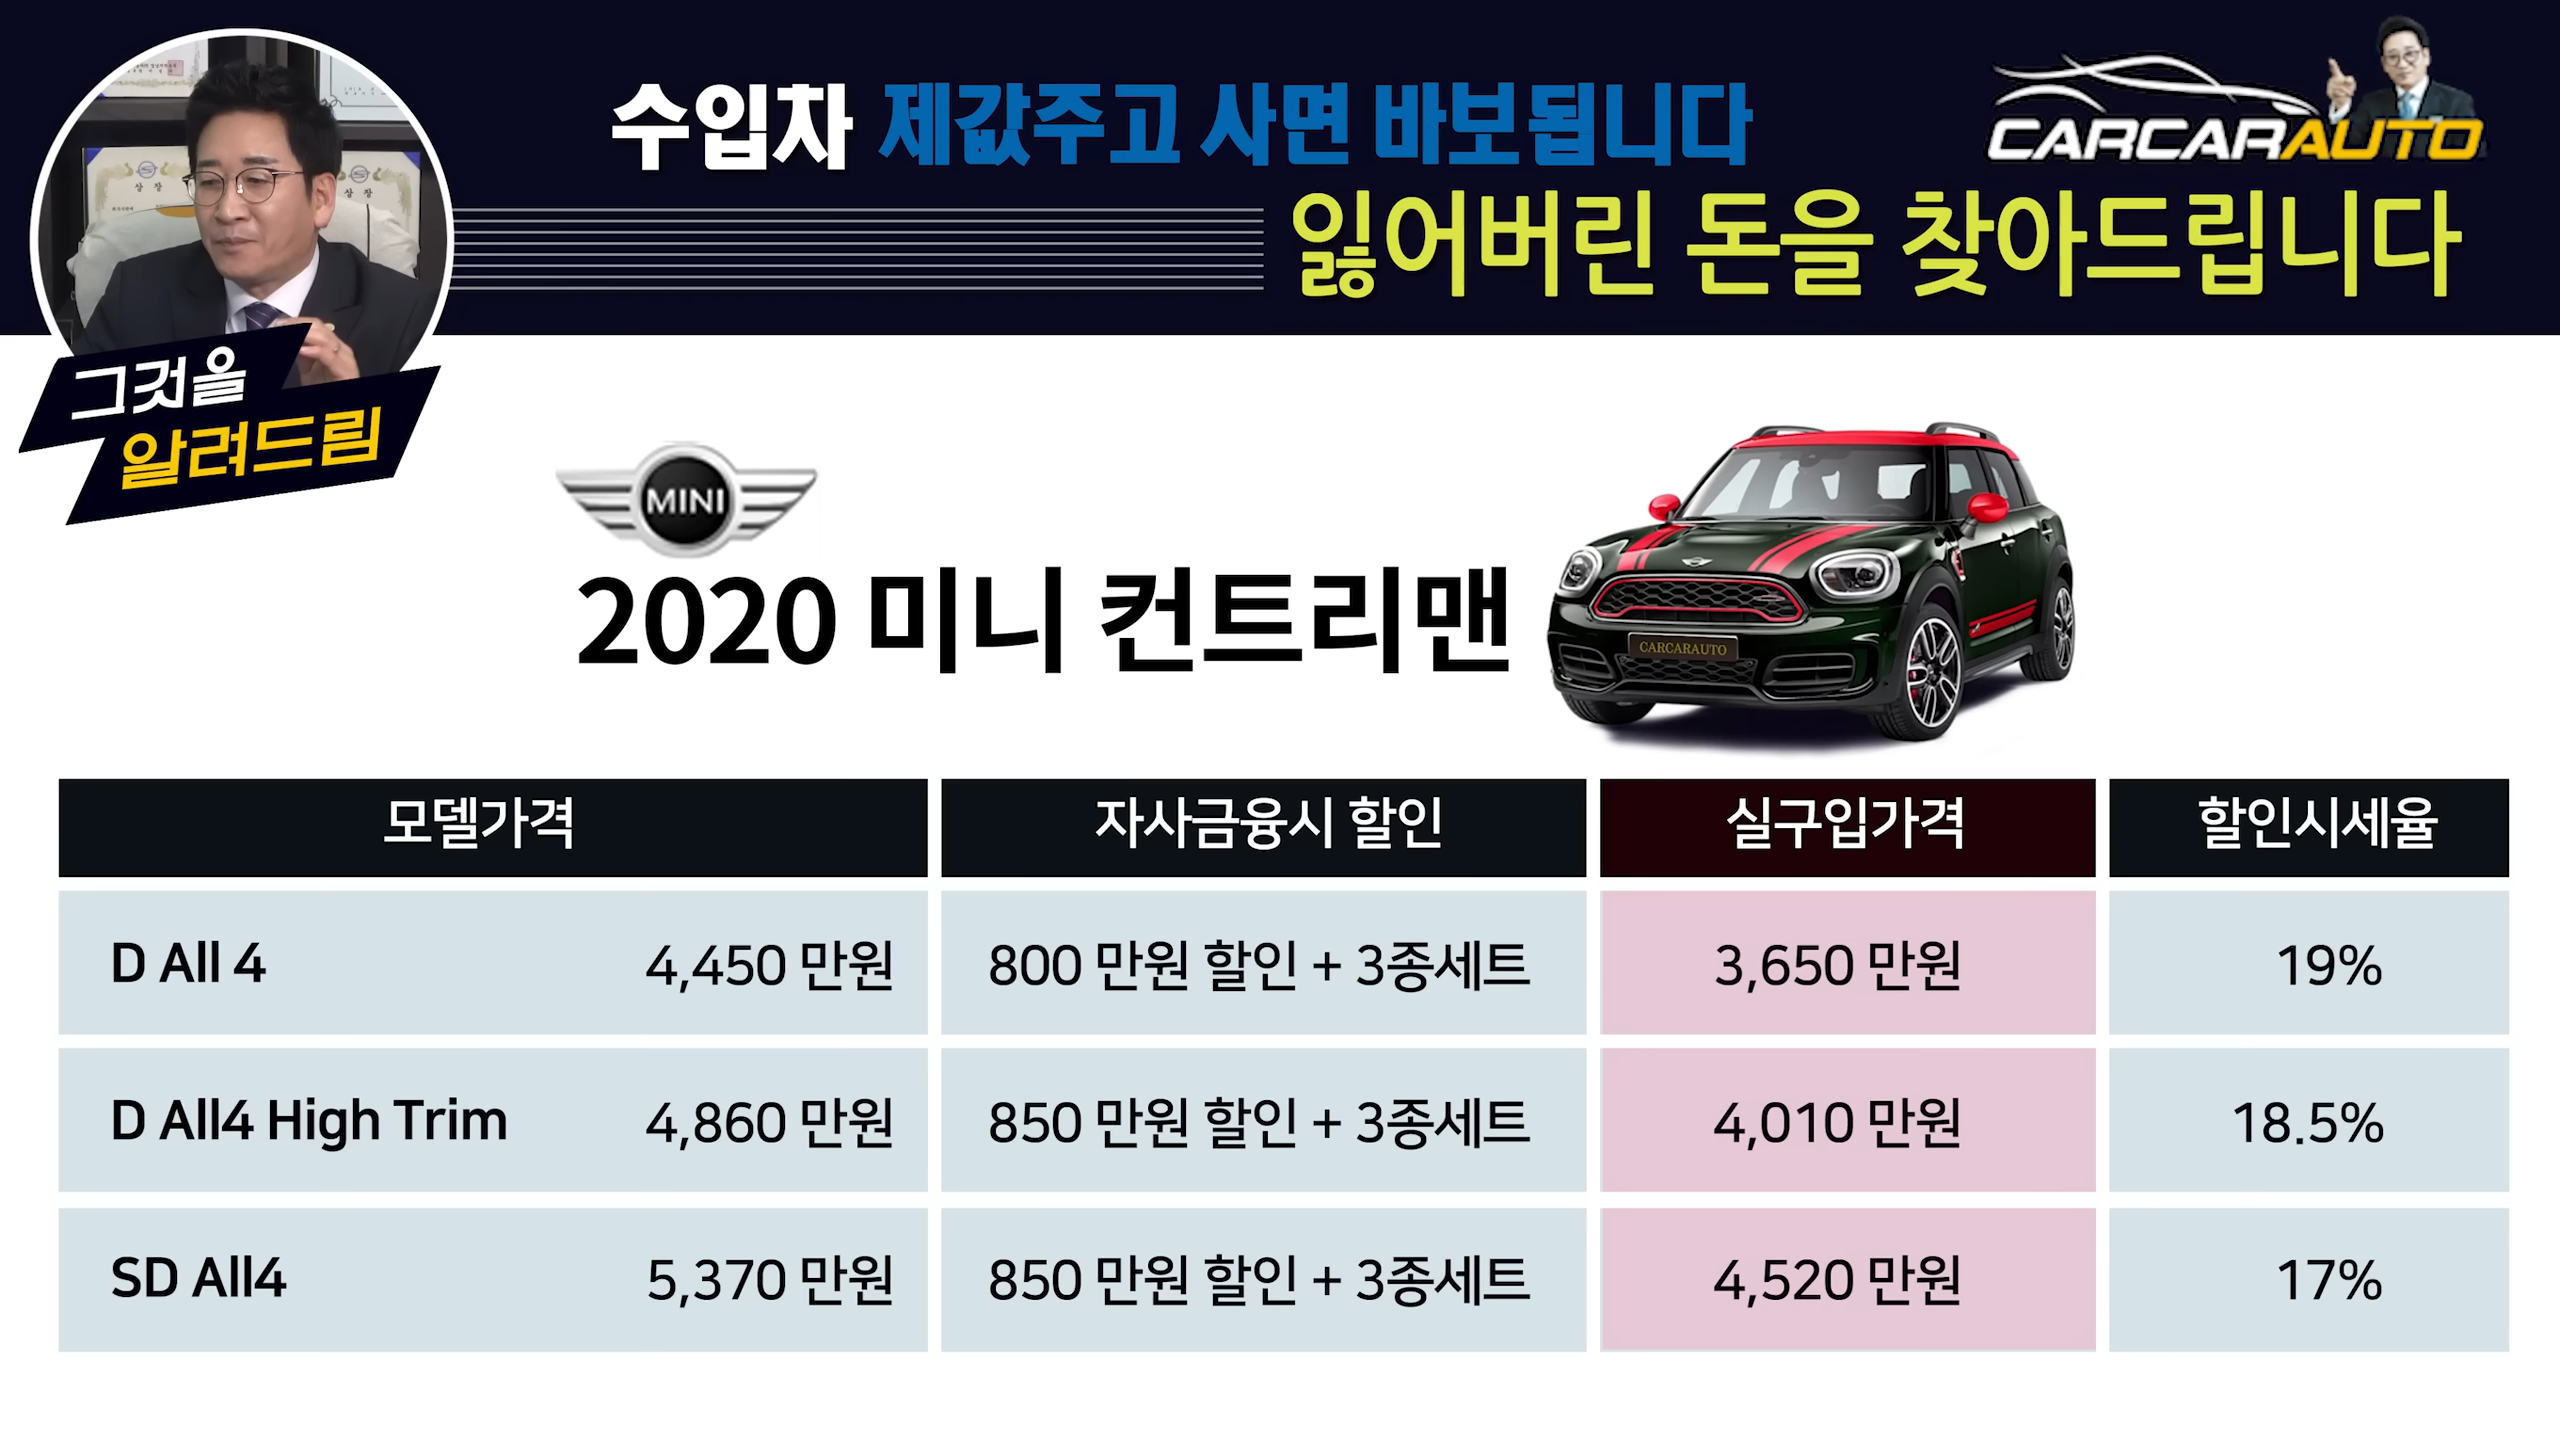 수입차 제값주고 사면 바보됩니다
CARCARAUTO
잃어버린 돈을 찾아드립니다
상 장
상 장
그것을
알려드림
MINI
2020 미니 컨트리맨
CARCARAUTO
모델가격 자사금융시 할인 실구입가격 할인시세율
D All 4 4,450 만원 800 만원 할인 + 3종세트 3,650 만원 19%
D All4 High Trim 4,860 만원 850 만원 할인 + 3종세트 4,010 만원 18.5%
SD All4 5,370 만원 850 만원 할인 + 3종세트 4,520 만원 17%